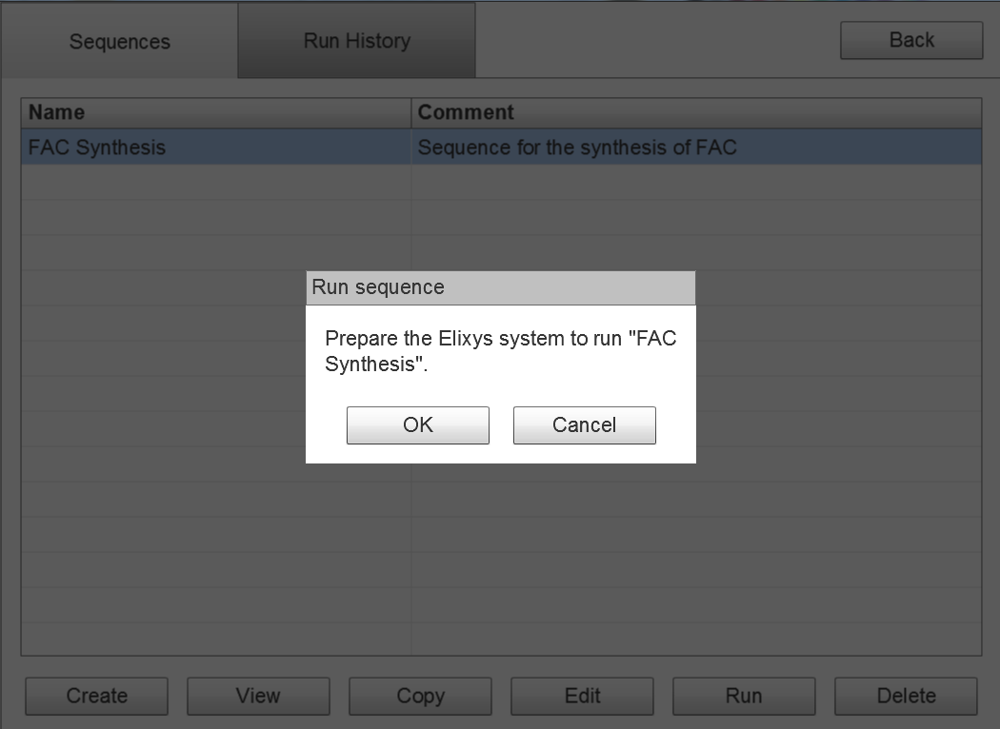 Sequences
Run History
Back
Name
Comment
FAC Synthesis
Sequence for the synthesis of FAC
Run sequence
Prepare the Elixys system to run "FAC
Synthesis".
OK
Cancel
Create
View
Copy
Edit
Run
Delete